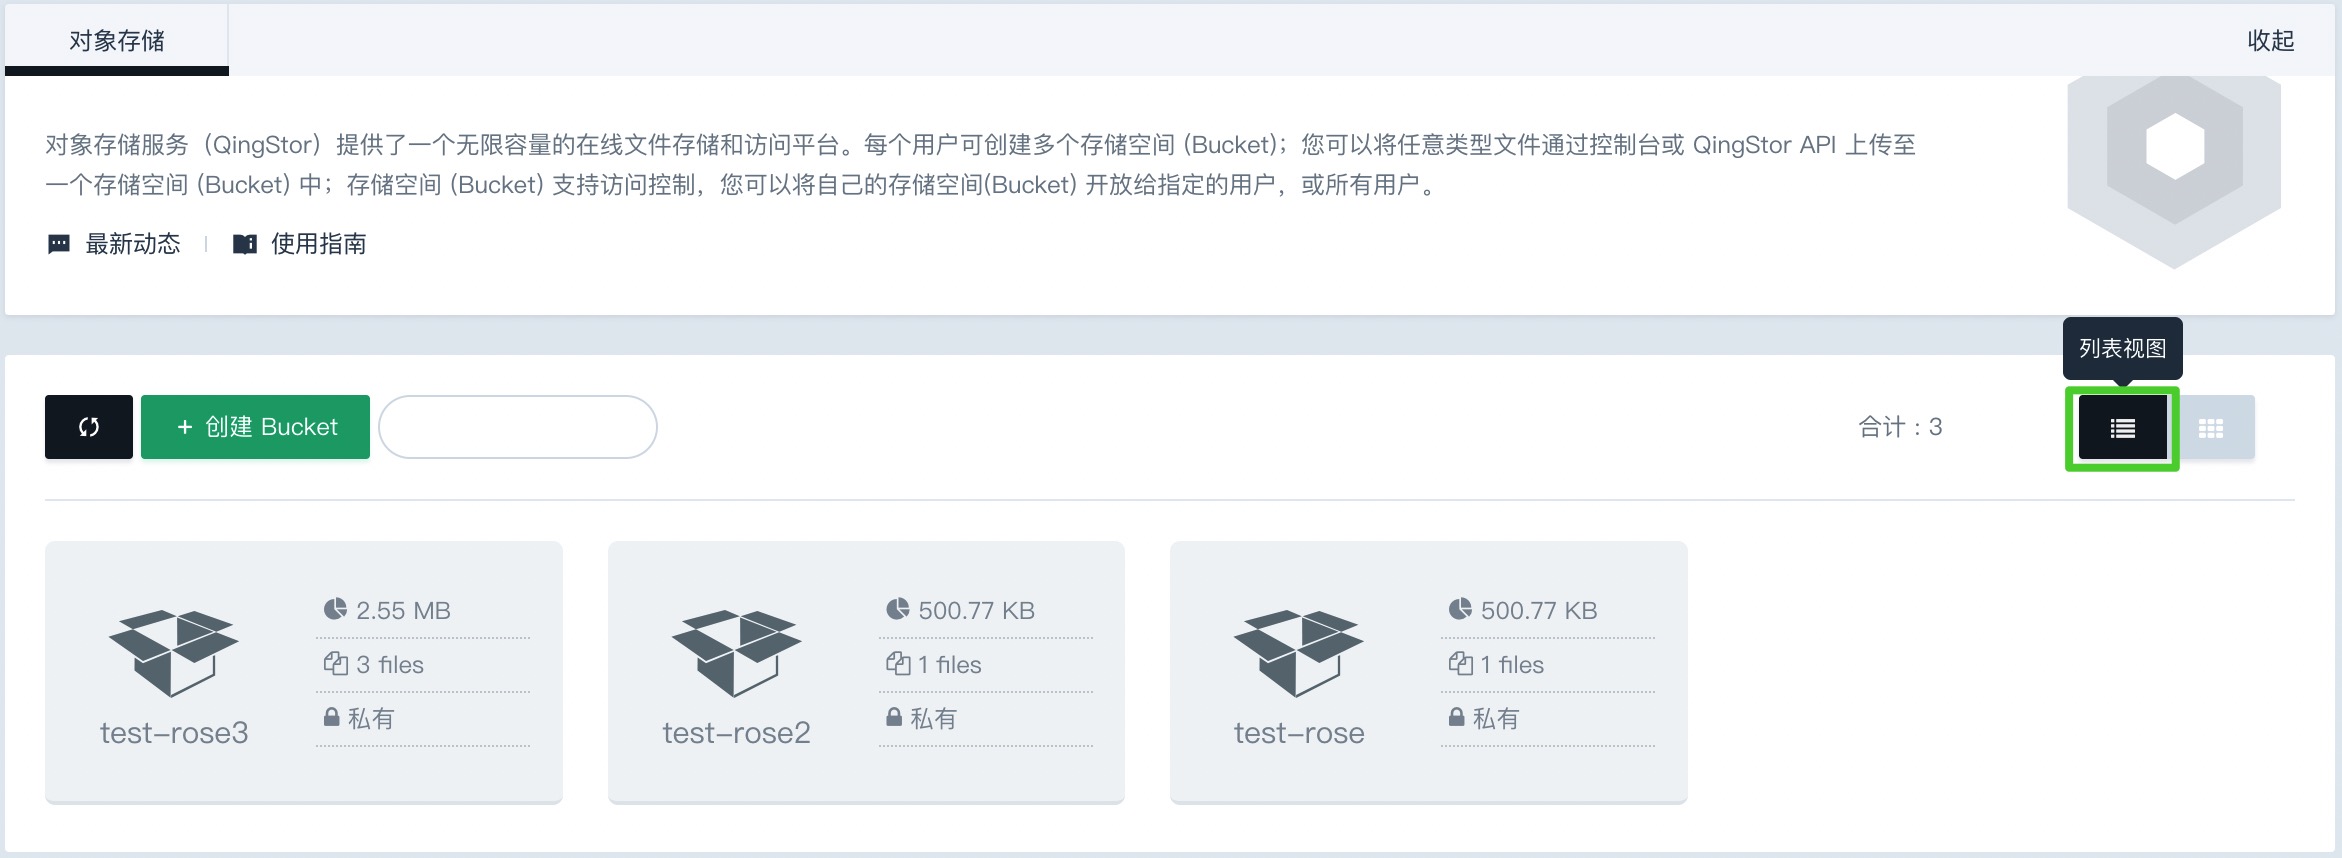 对象存储
收起
对象存储服务（QingStor）提供了一个无限容量的在线文件存储和访问平台。每个用户可创建多个存储空间 (Bucket)；您可以将任意类型文件通过控制台或 QingStor API 上传至
一个存储空间 (Bucket) 中；存储空间 (Bucket) 支持访问控制，您可以将自己的存储空间(Bucket) 开放给指定的用户，或所有用户。
最新动态
使用指南
列表视图
+ 创建 Bucket
合计：3
2.55 MB
3 files
私有
test-rose3
500.77 KB
1 files
私有
test-rose2
500.77 KB
1 files
私有
test-rose